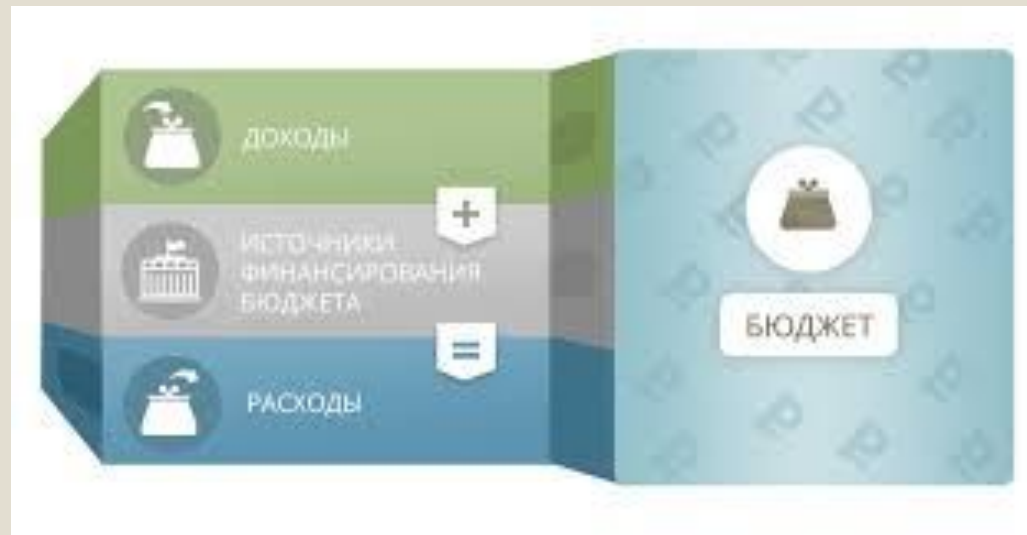 ДОХОДЫ
+
ИСТОЧНИКИ
ФИНАНСИРОВАНИЯ
БЮДЖЕТА
=
РАСХОДЫ
БЮДЖЕТ